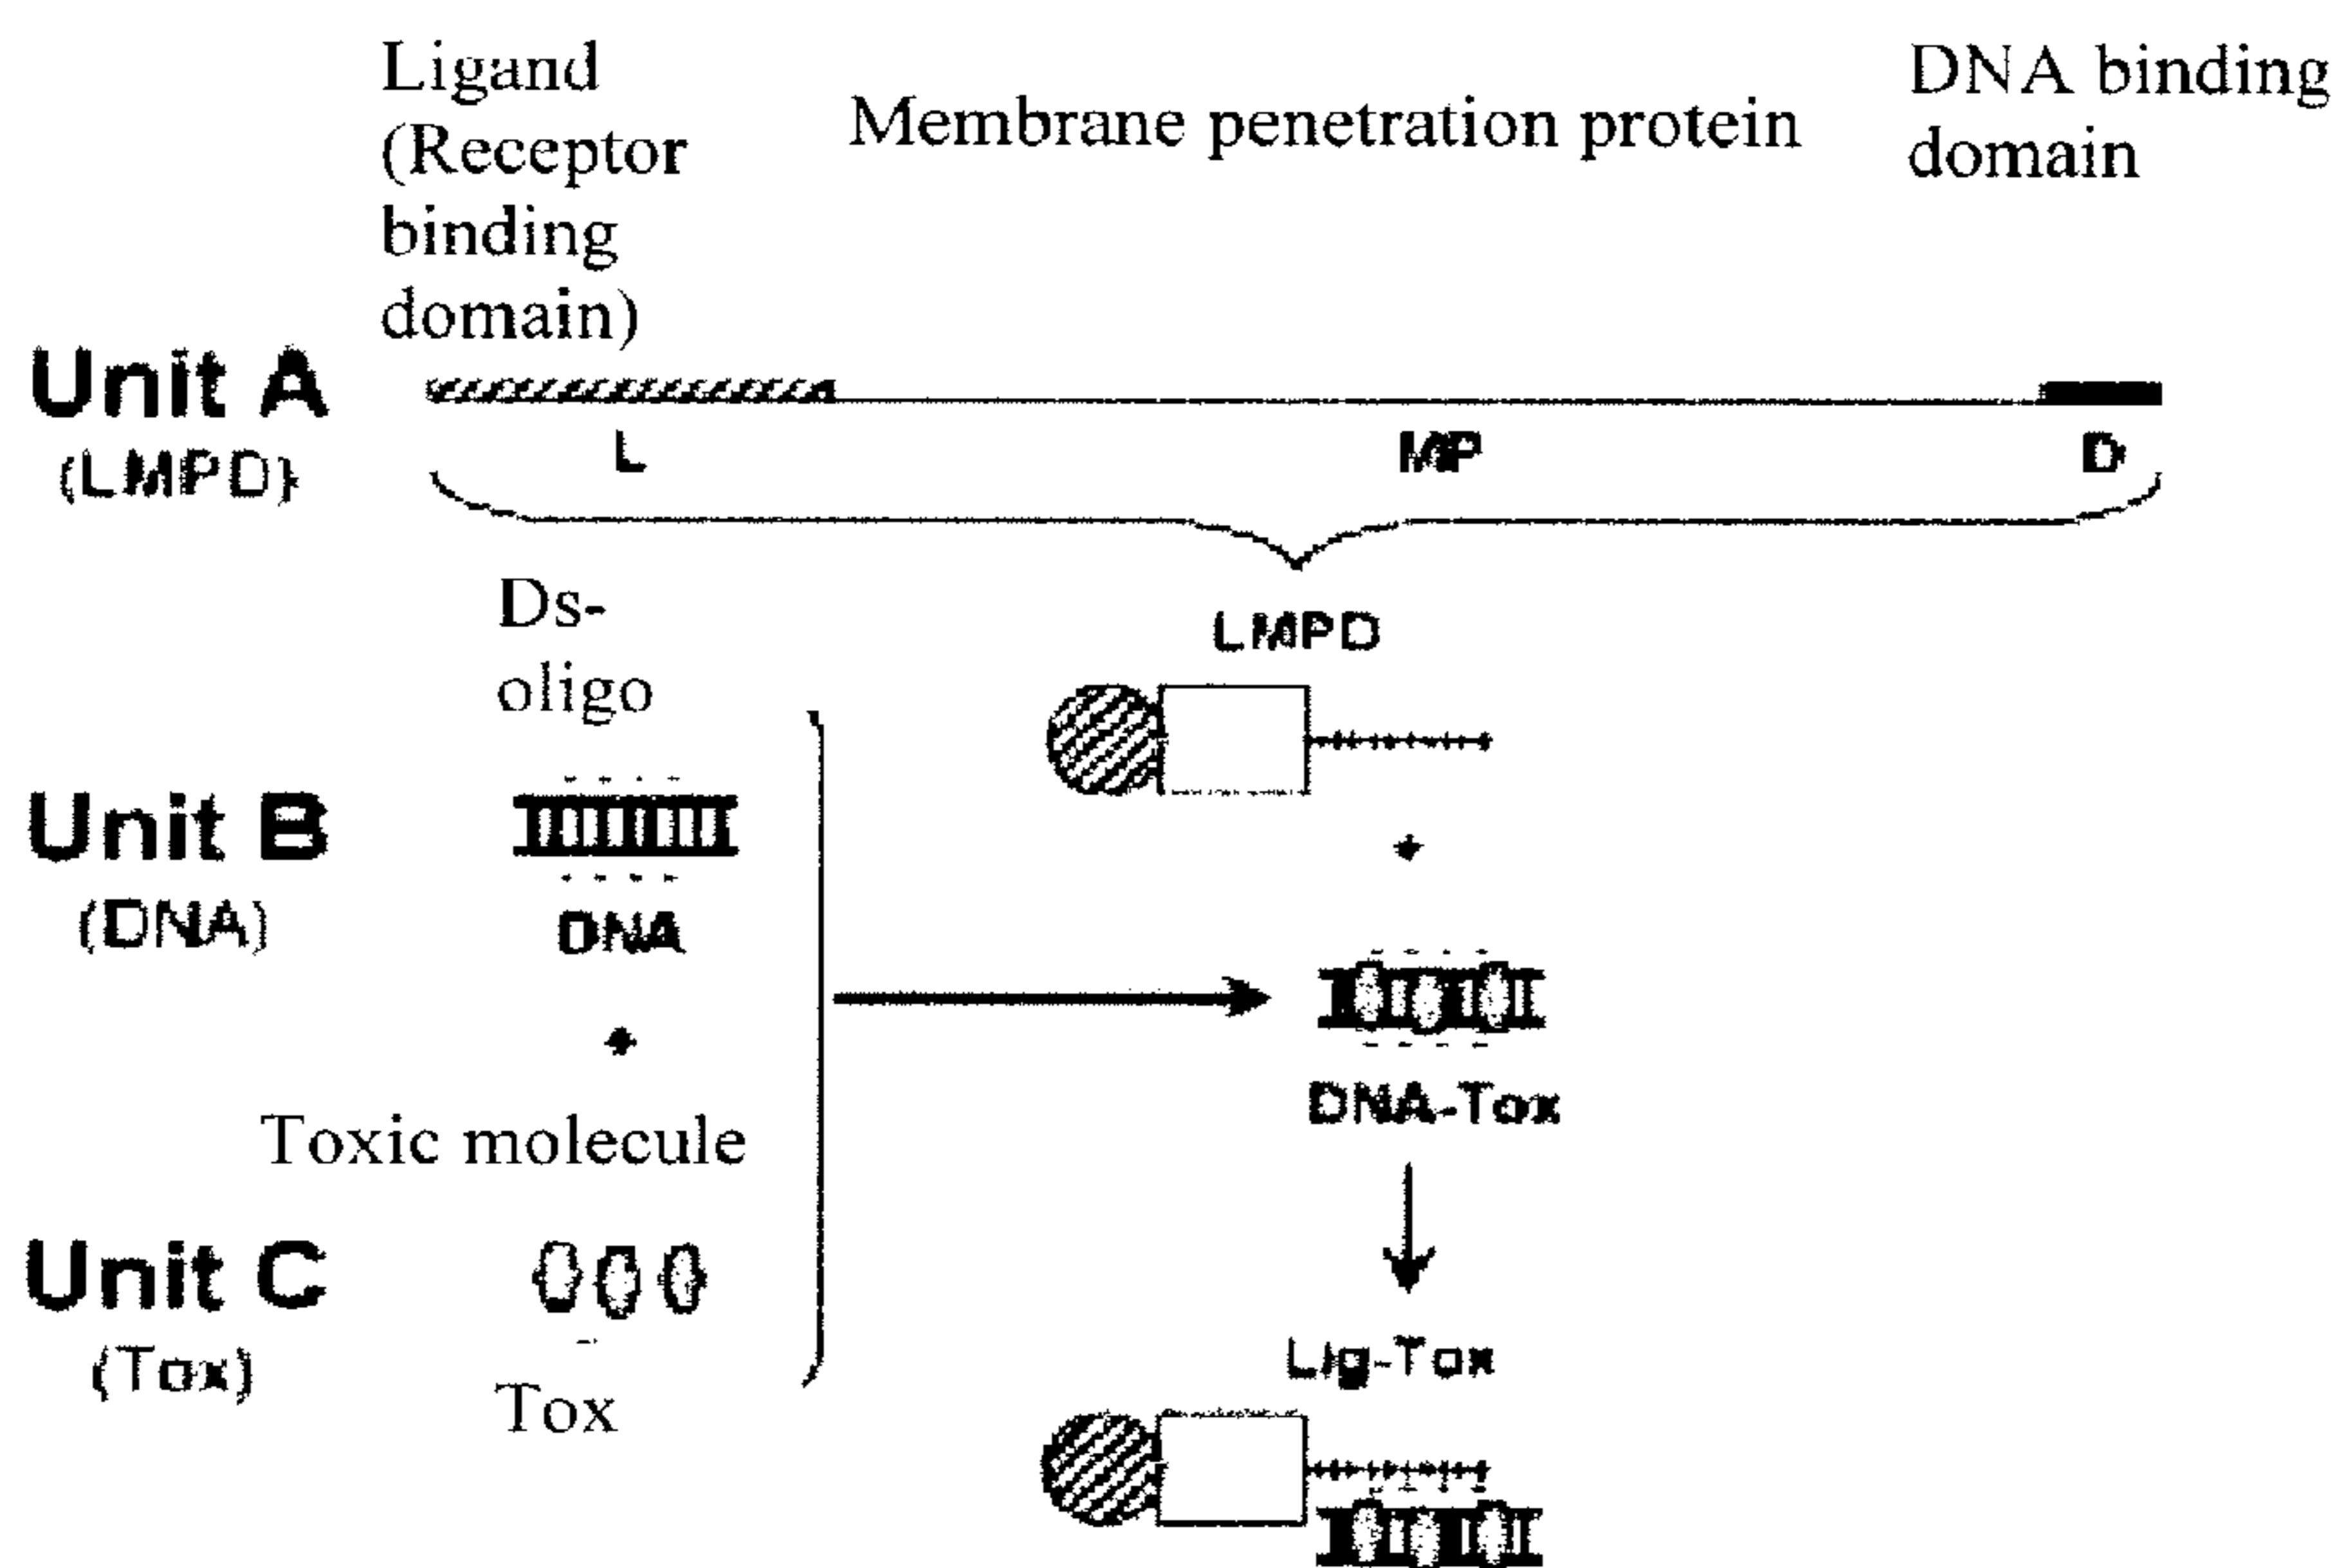 Ligand
(Receptor
binding
domain)
Membrane penetration protein
DNA binding
domain
Unit A
(LMPD)
L
MP
D
LMPD
Ds-
oligo
Unit B
(DNA)
DNA
DNA-Tox
Toxic molecule
Unit C
(Tox)
Tox
Lig-Tox